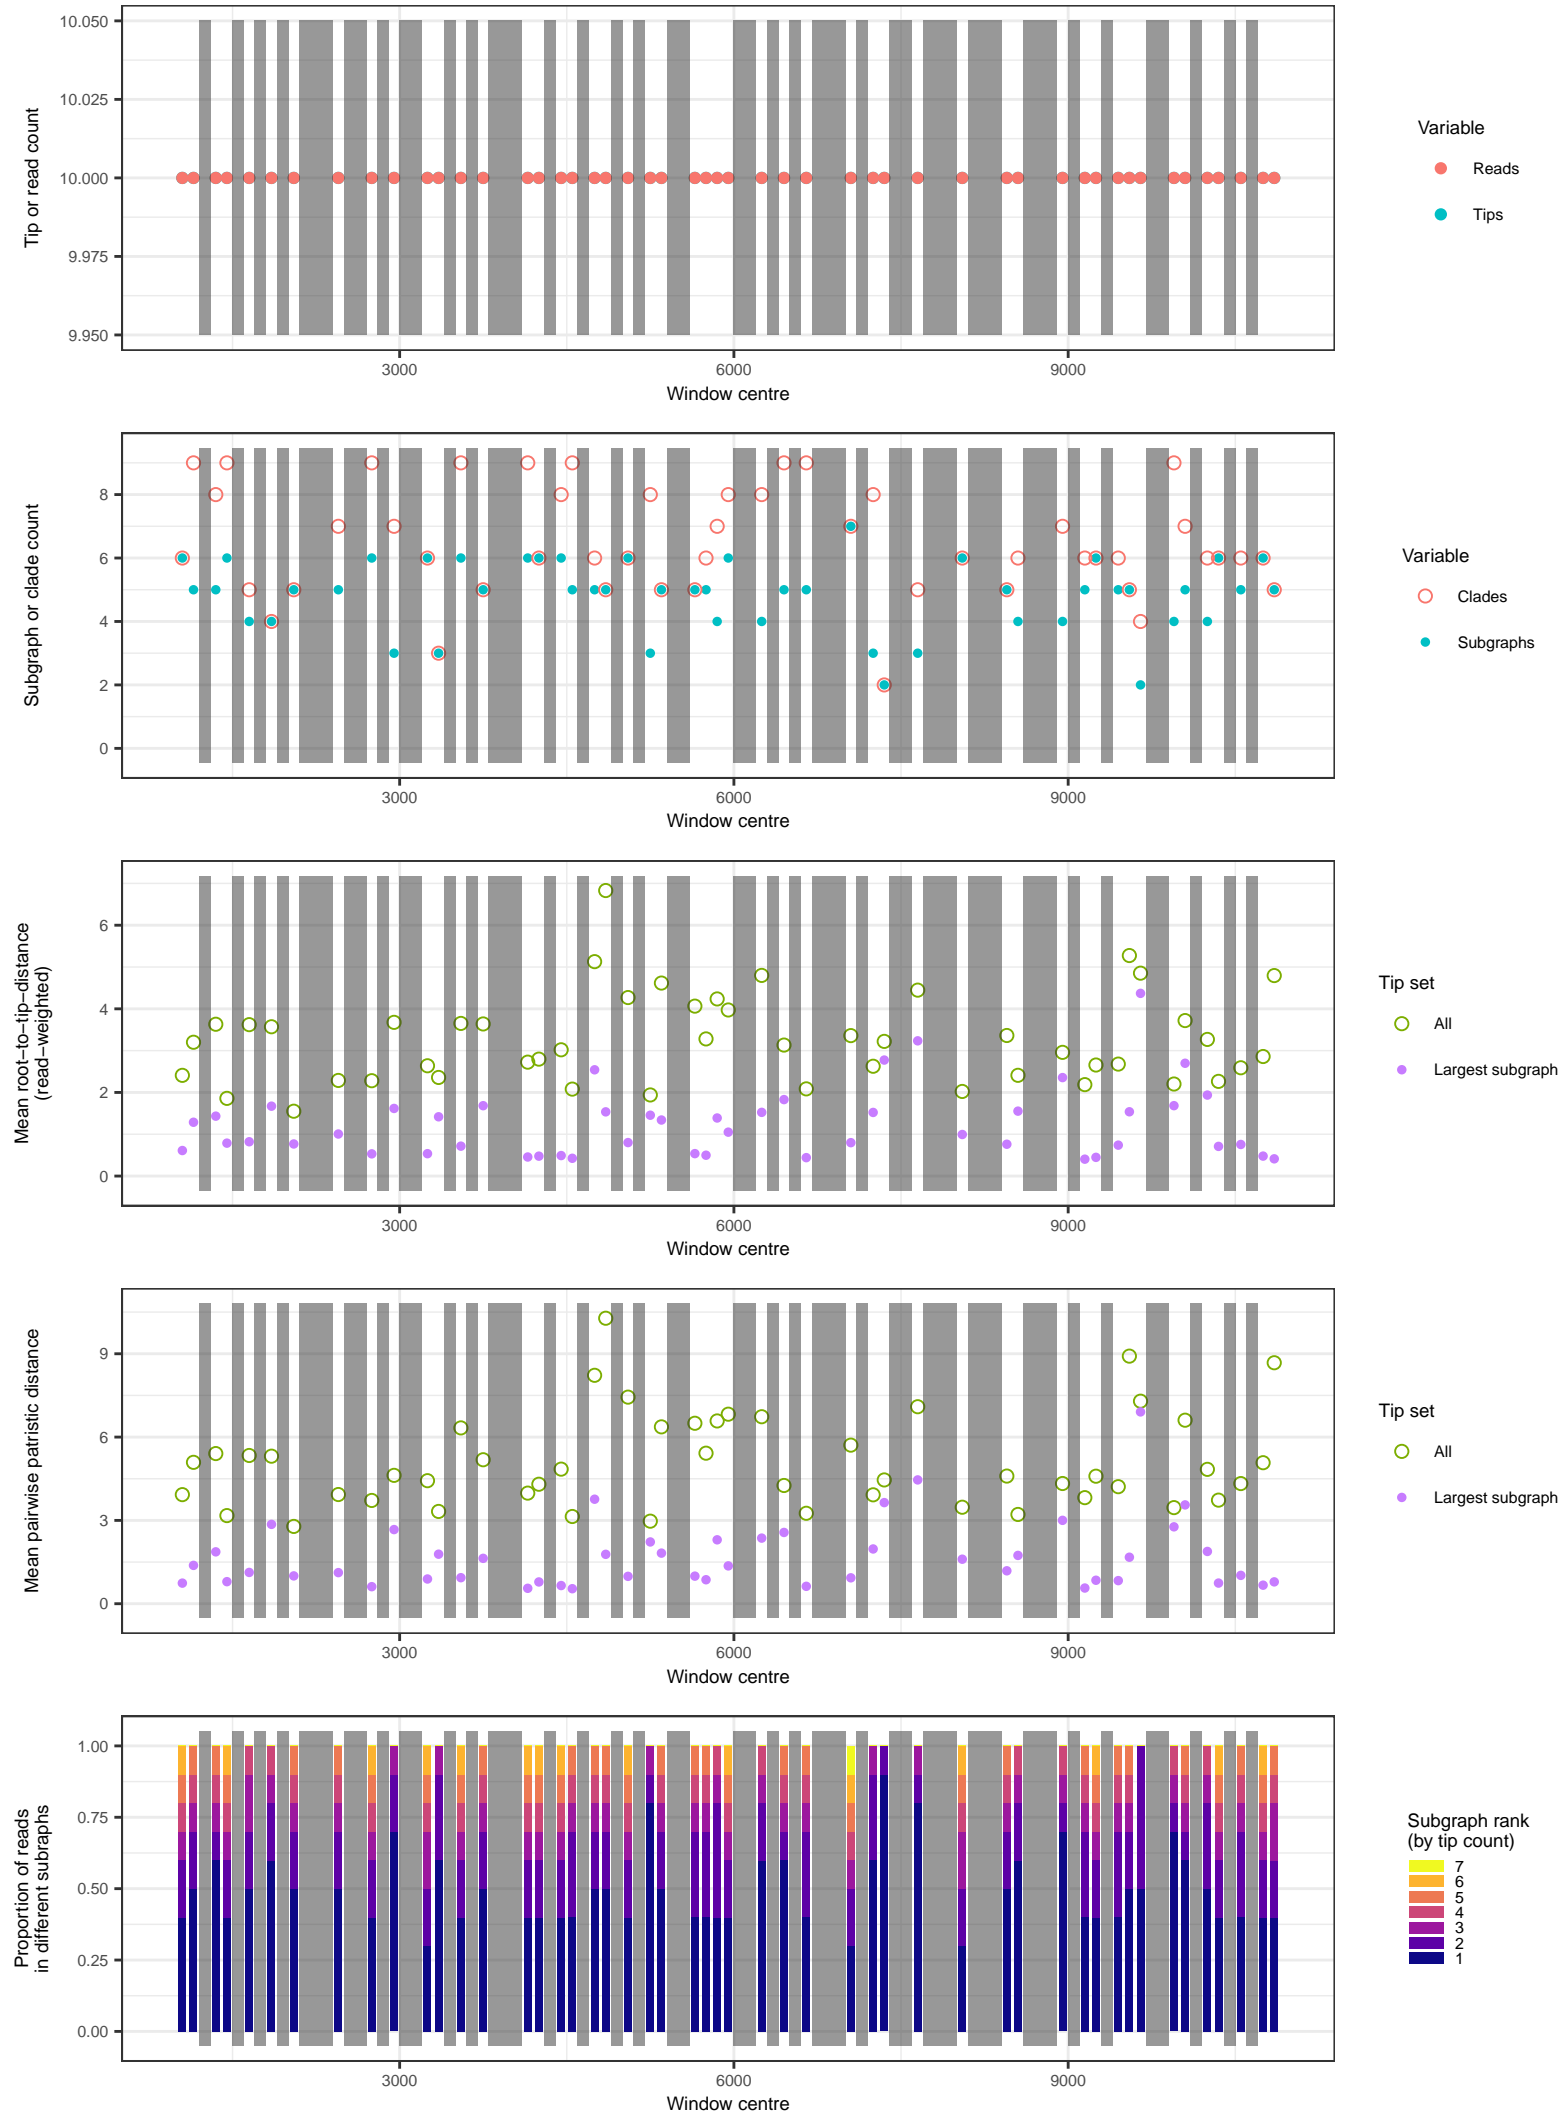 10.050
10.025
10.000
9.975
9.950
Tip or read count
3000
6000
9000
Window centre
Variable
Reads
Tips
8
6
4
2
0
Subgraph or clade count
3000
6000
9000
Window centre
Variable
Clades
Subgraphs
6
4
2
0
Mean root−to−tip−distance
(read−weighted)
3000
6000
9000
Window centre
Tip set
All
Largest subgraph
9
6
3
0
Mean pairwise patristic distance
3000
6000
9000
Window centre
Tip set
All
Largest subgraph
1.00
0.75
0.50
0.25
0.00
Proportion of reads
in different subraphs
3000
6000
9000
Window centre
Subgraph rank
(by tip count)
7
6
5
4
3
2
1